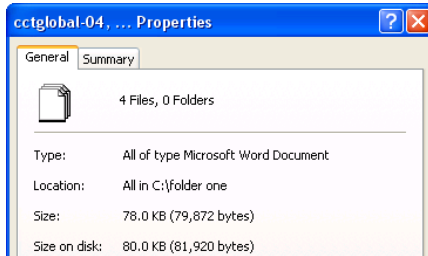 cctglobal-04, ... Properties
General Summary
4 Files, 0 Folders
Type: All of type Microsoft Word Document
Location: All in C:\folder one
Size: 78.0 KB (79,872 bytes)
Size on disk: 80.0 KB (81,920 bytes)